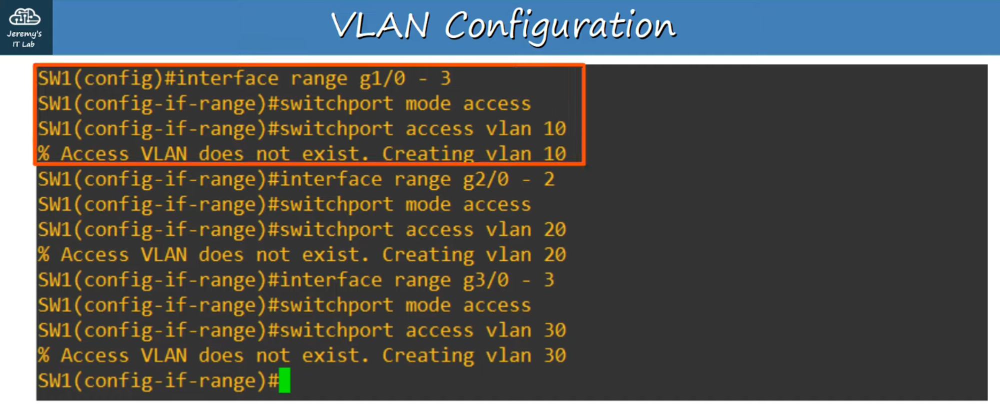 Jeremy's
IT Lab
VLAN Configuration
SW1(config)#interface range g1/0 - 3
SW1(config-if-range)#switchport mode access
SW1(config-if-range)#switchport access vlan 10
% Access VLAN does not exist. Creating vlan 10
SW1(config-if-range)#interface range g2/0 - 2
SW1(config-if-range)#switchport mode access
SW1(config-if-range)#switchport access vlan 20
% Access VLAN does not exist. Creating vlan 20
SW1(config-if-range)#interface range g3/0 - 3
SW1(config-if-range)#switchport mode access
SW1(config-if-range)#switchport access vlan 30
% Access VLAN does not exist. Creating vlan 30
SW1(config-if-range)#